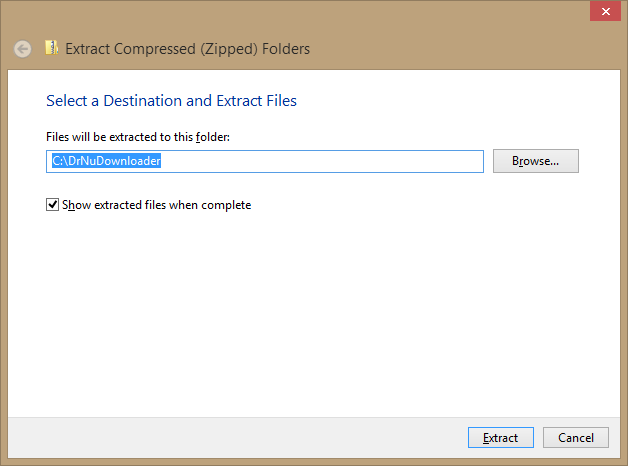 Extract Compressed (Zipped) Folders
Select a Destination and Extract Files
Files will be extracted to this folder:
C:\DrNuDownloader
Browse...
Show extracted files when complete
Extract
Cancel